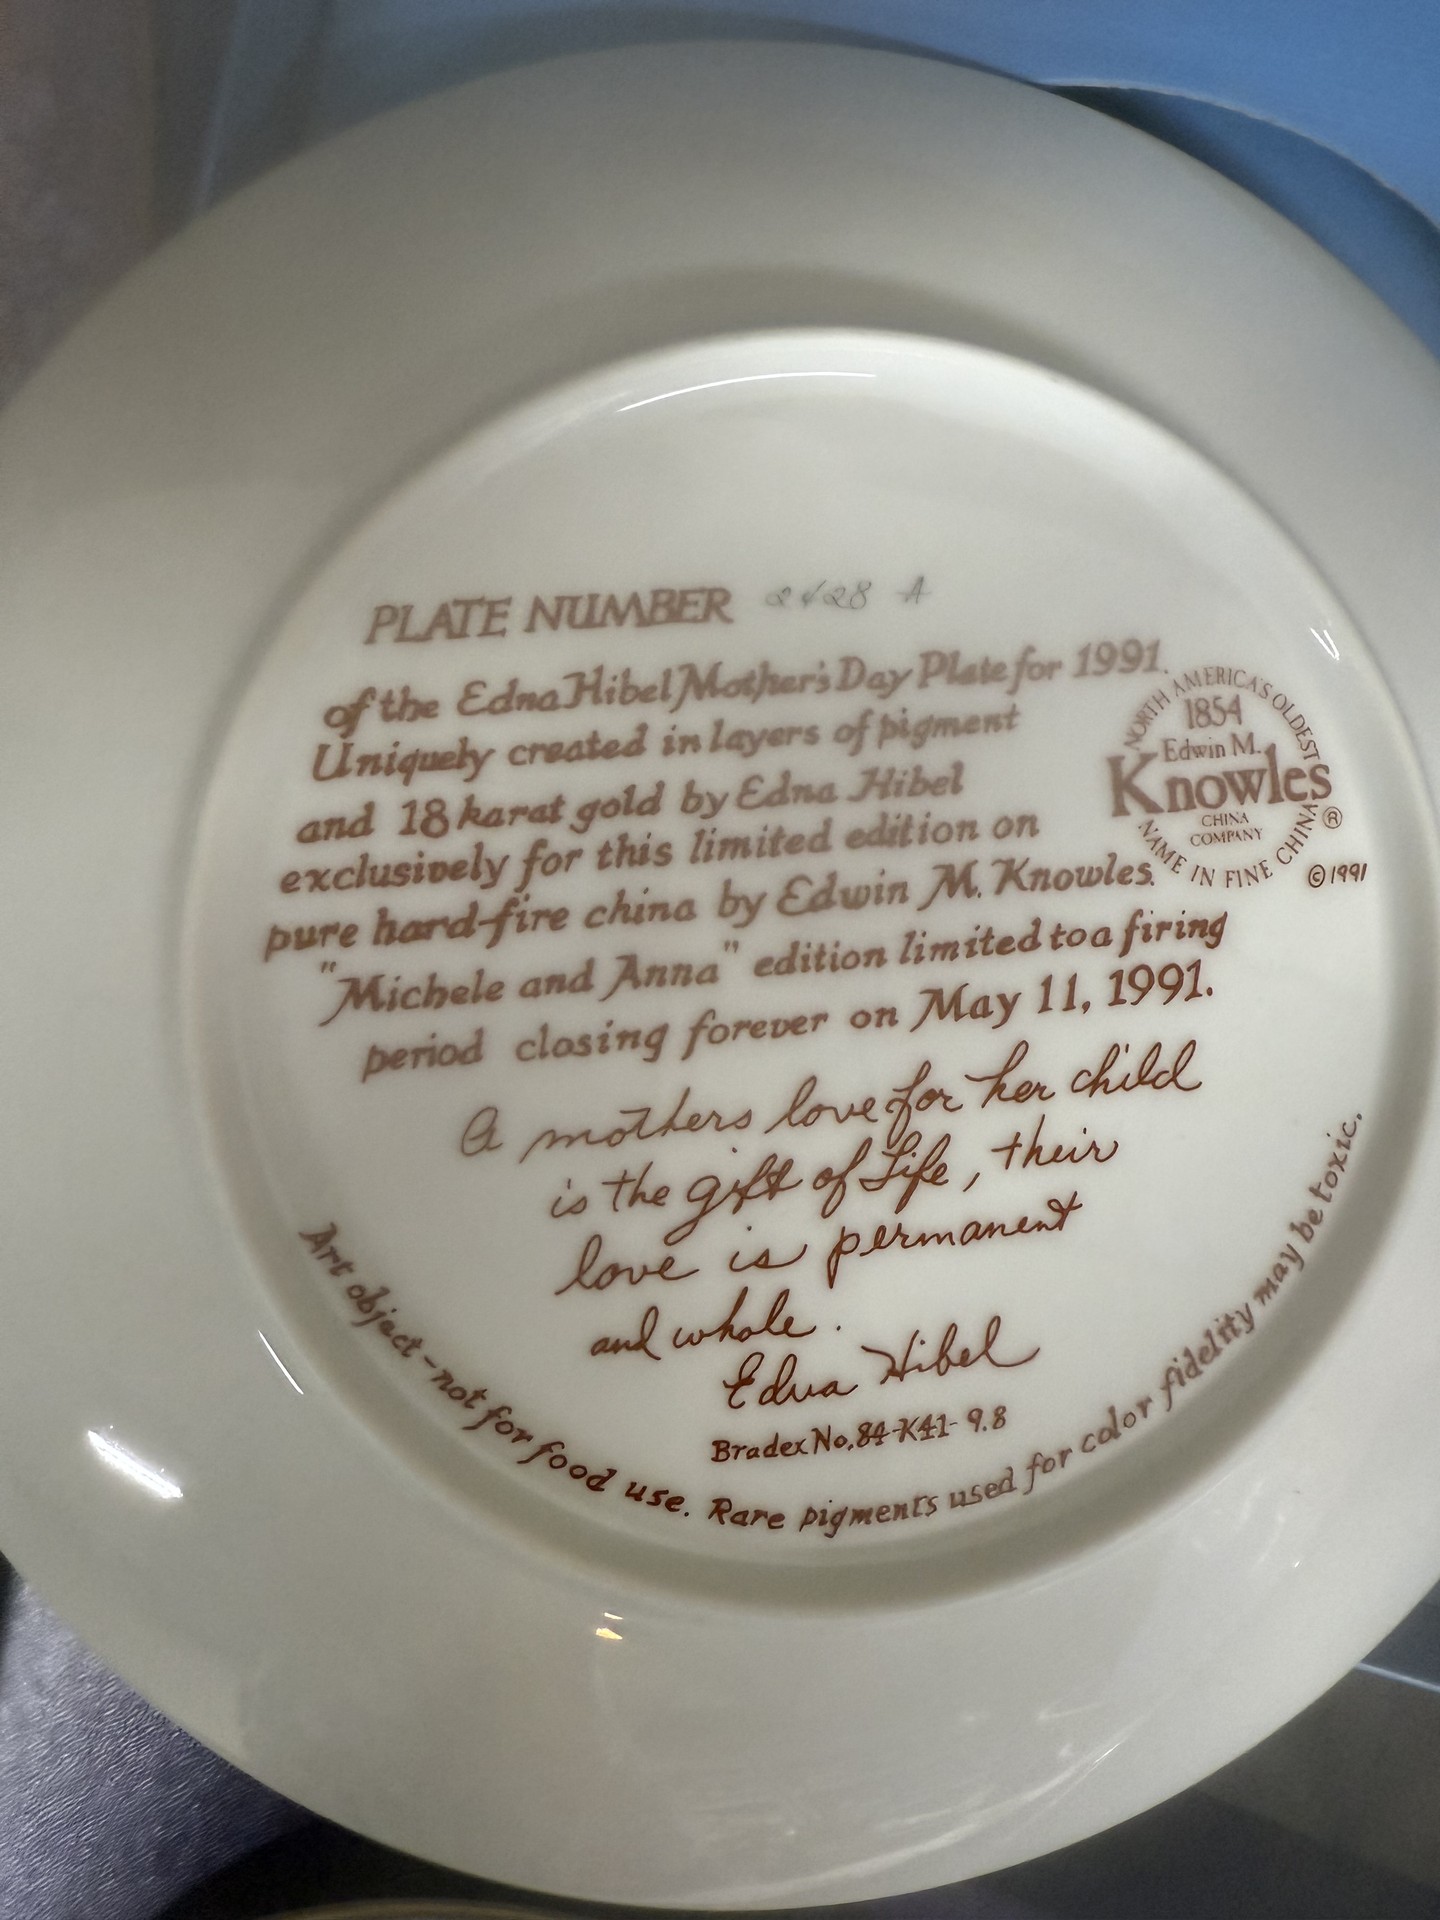 PLATE NUMBER 2428 A
of the Edna Hibel Mother's Day Plate for 1991.
Uniquely created in layers of pigment
and 18 karat gold by Edna Hibel
exclusively for this limited edition on
pure hard-fire china by Edwin M. Knowles.
"Michele and Anna" edition limited to a firing
period closing forever on May 11, 1991.
NORTH AMERICA'S OLDEST
1854
Edwin M.
Knowles
CHINA
COMPANY
NAME IN FINE CHINA
®
©1991
A mothers love for her child
is the gift of Life, their
love is permanent
and whole.
Edna Hibel
Bradex No. 84-K41-9.8
Art object-not for food use. Rare pigments used for color fidelity may be toxic.